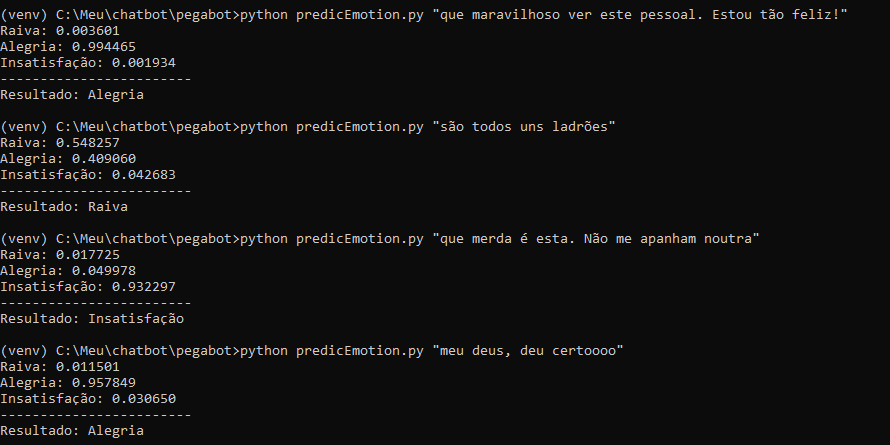 (venv) C:\Meu\chatbot\pegabot>python predicEmotion.py "que maravilhoso ver este pessoal. Estou tão feliz!"
Raiva: 0.003601
Alegria: 0.994465
Insatisfação: 0.001934
------------------------
Resultado: Alegria
(venv) C:\Meu\chatbot\pegabot>python predicEmotion.py "são todos uns ladrões"
Raiva: 0.548257
Alegria: 0.409060
Insatisfação: 0.042683
------------------------
Resultado: Raiva
(venv) C:\Meu\chatbot\pegabot>python predicEmotion.py "que merda é esta. Não me apanham noutra"
Raiva: 0.017725
Alegria: 0.049978
Insatisfação: 0.932297
------------------------
Resultado: Insatisfação
(venv) C:\Meu\chatbot\pegabot>python predicEmotion.py "meu deus, deu certoooo"
Raiva: 0.011501
Alegria: 0.957849
Insatisfação: 0.030650
------------------------
Resultado: Alegria